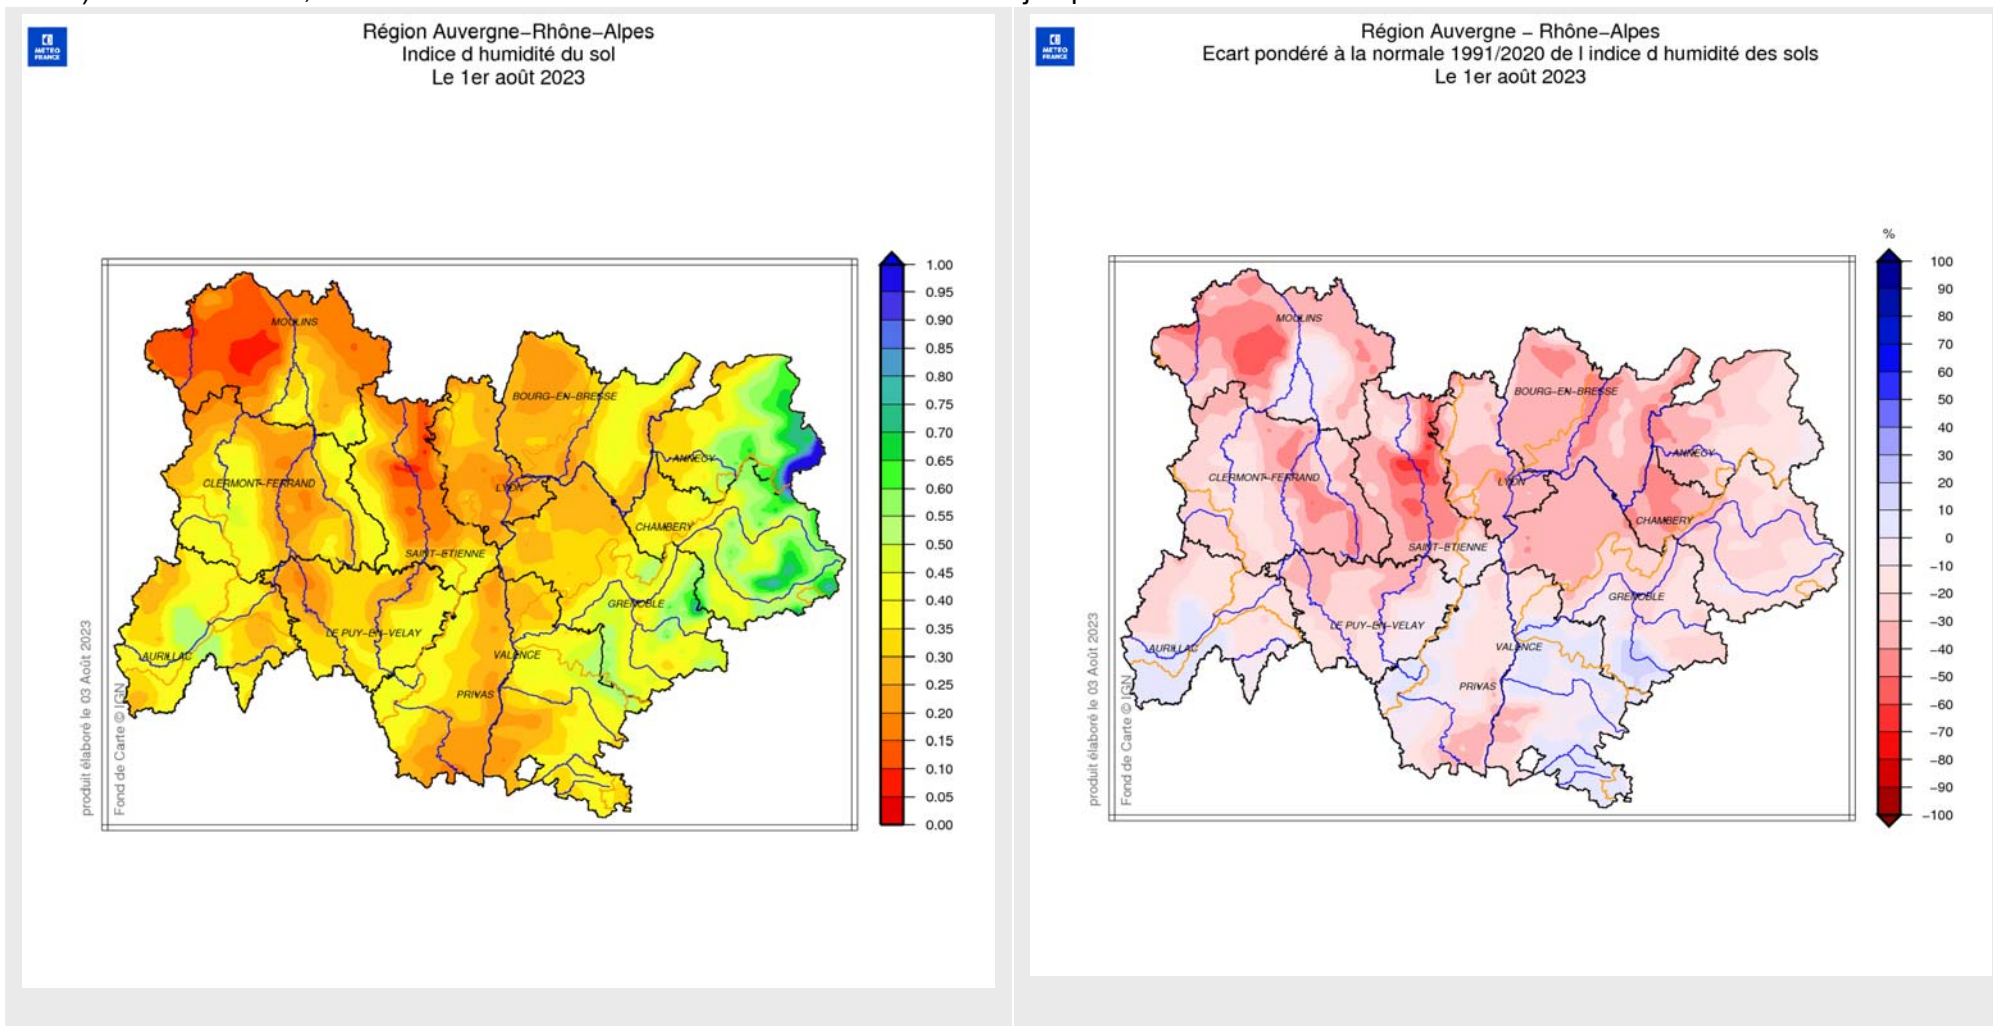 METEO
FRANCE
Région Auvergne–Rhône–Alpes
Indice d humidité du sol
Le 1er août 2023
1.00
0.95
0.90
0.85
0.80
0.75
0.70
0.65
0.60
0.55
0.50
0.45
0.40
0.35
0.30
0.25
0.20
0.15
0.10
0.05
0.00
MOULINS
BOURG–EN–BRESSE
ANNECY
CLERMONT–FERRAND
LYON
CHAMBERY
SAINT–ETIENNE
GRENOBLE
LE PUY–EN–VELAY
AURILLAC
VALENCE
PRIVAS
produit élaboré le 03 Août 2023
Fond de Carte © IGN
METEO
FRANCE
Région Auvergne – Rhône–Alpes
Ecart pondéré à la normale 1991/2020 de l indice d humidité des sols
Le 1er août 2023
%
100
90
80
70
60
50
40
30
20
10
0
−10
−20
−30
−40
−50
−60
−70
−80
−90
−100
MOULINS
BOURG–EN–BRESSE
ANNECY
CLERMONT–FERRAND
LYON
CHAMBERY
SAINT–ETIENNE
GRENOBLE
LE PUY–EN–VELAY
AURILLAC
VALENCE
PRIVAS
produit élaboré le 03 Août 2023
Fond de Carte © IGN